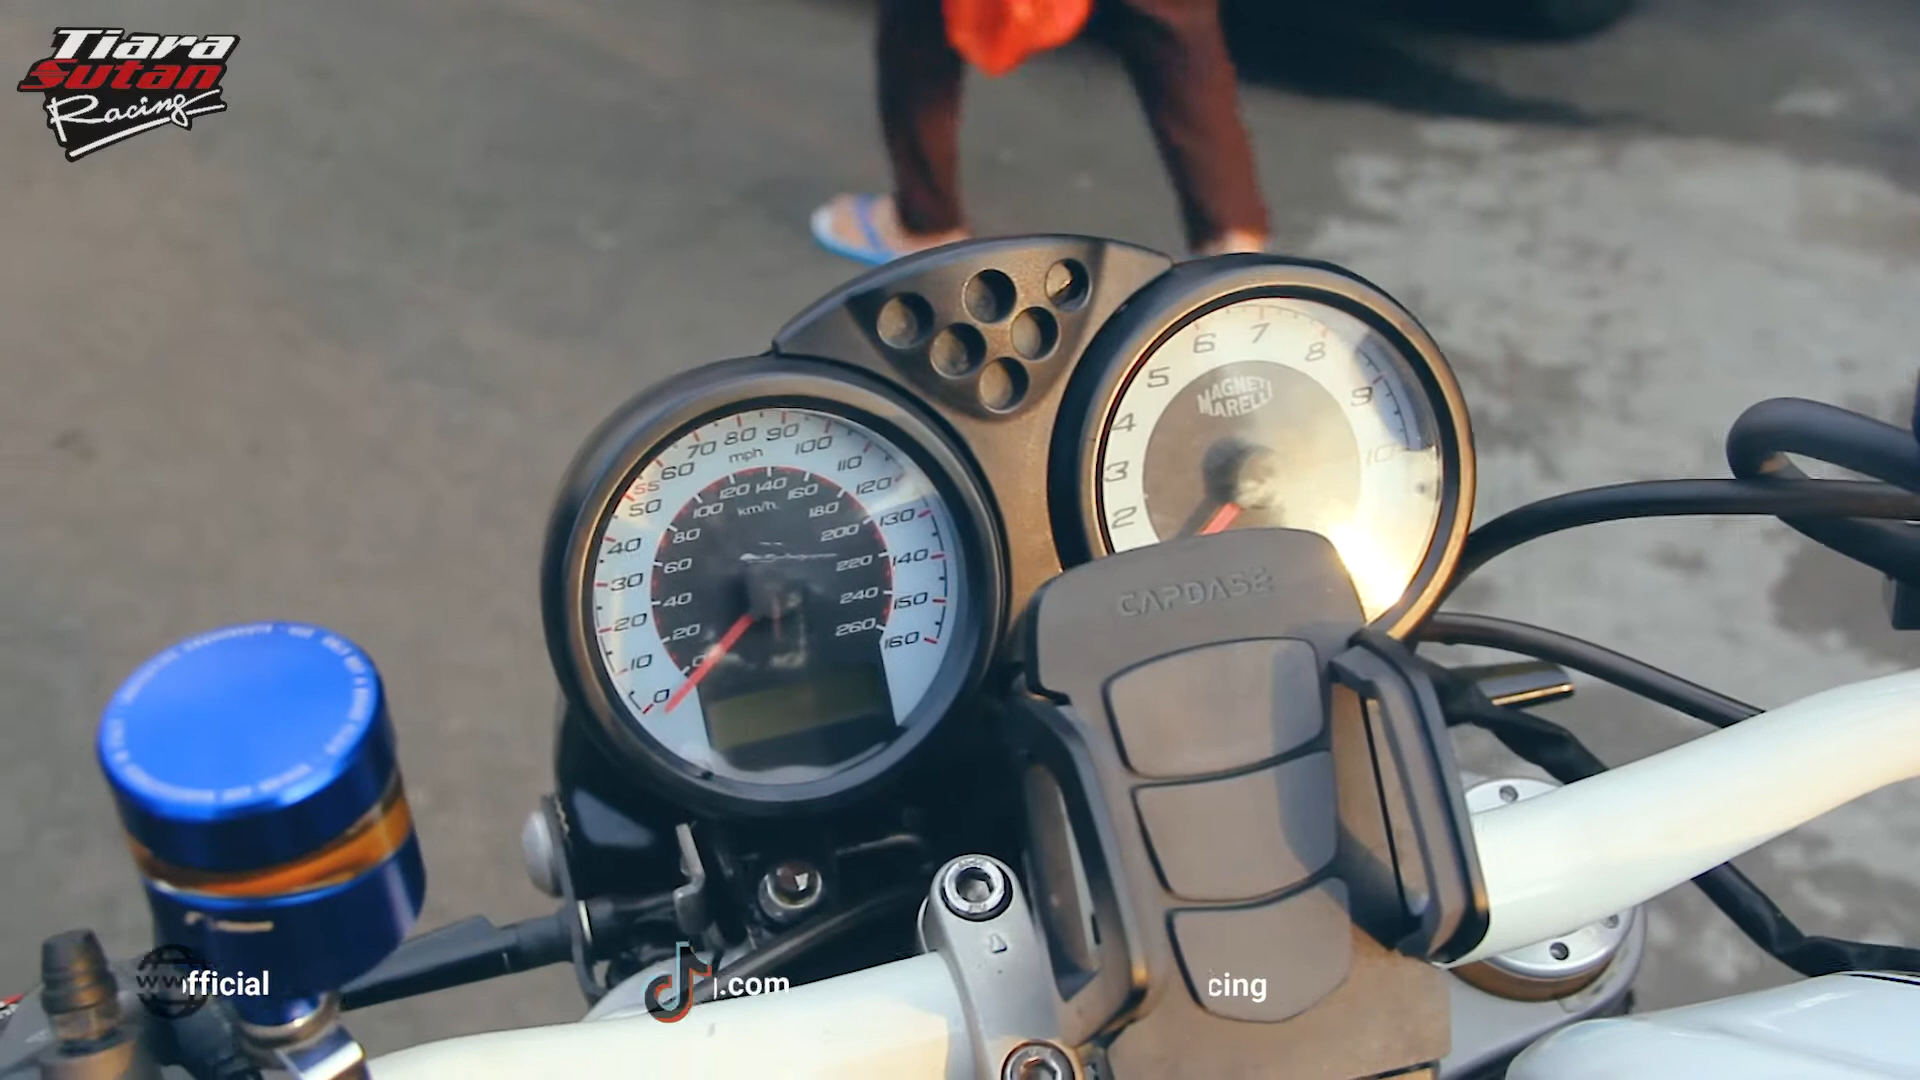 Tiara
Sutan
Racing
6 7 8
5 9
4 10
3
2
MAGNETI
MARELLI
70 80 90 100
60 110
55 120
50 130
40 140
30 150
20 160
10
0
mph
120 140 160
100 180
80 200
60 220
40 240
20 260
0
km/h
CAPDASE
fficial
.com
cing